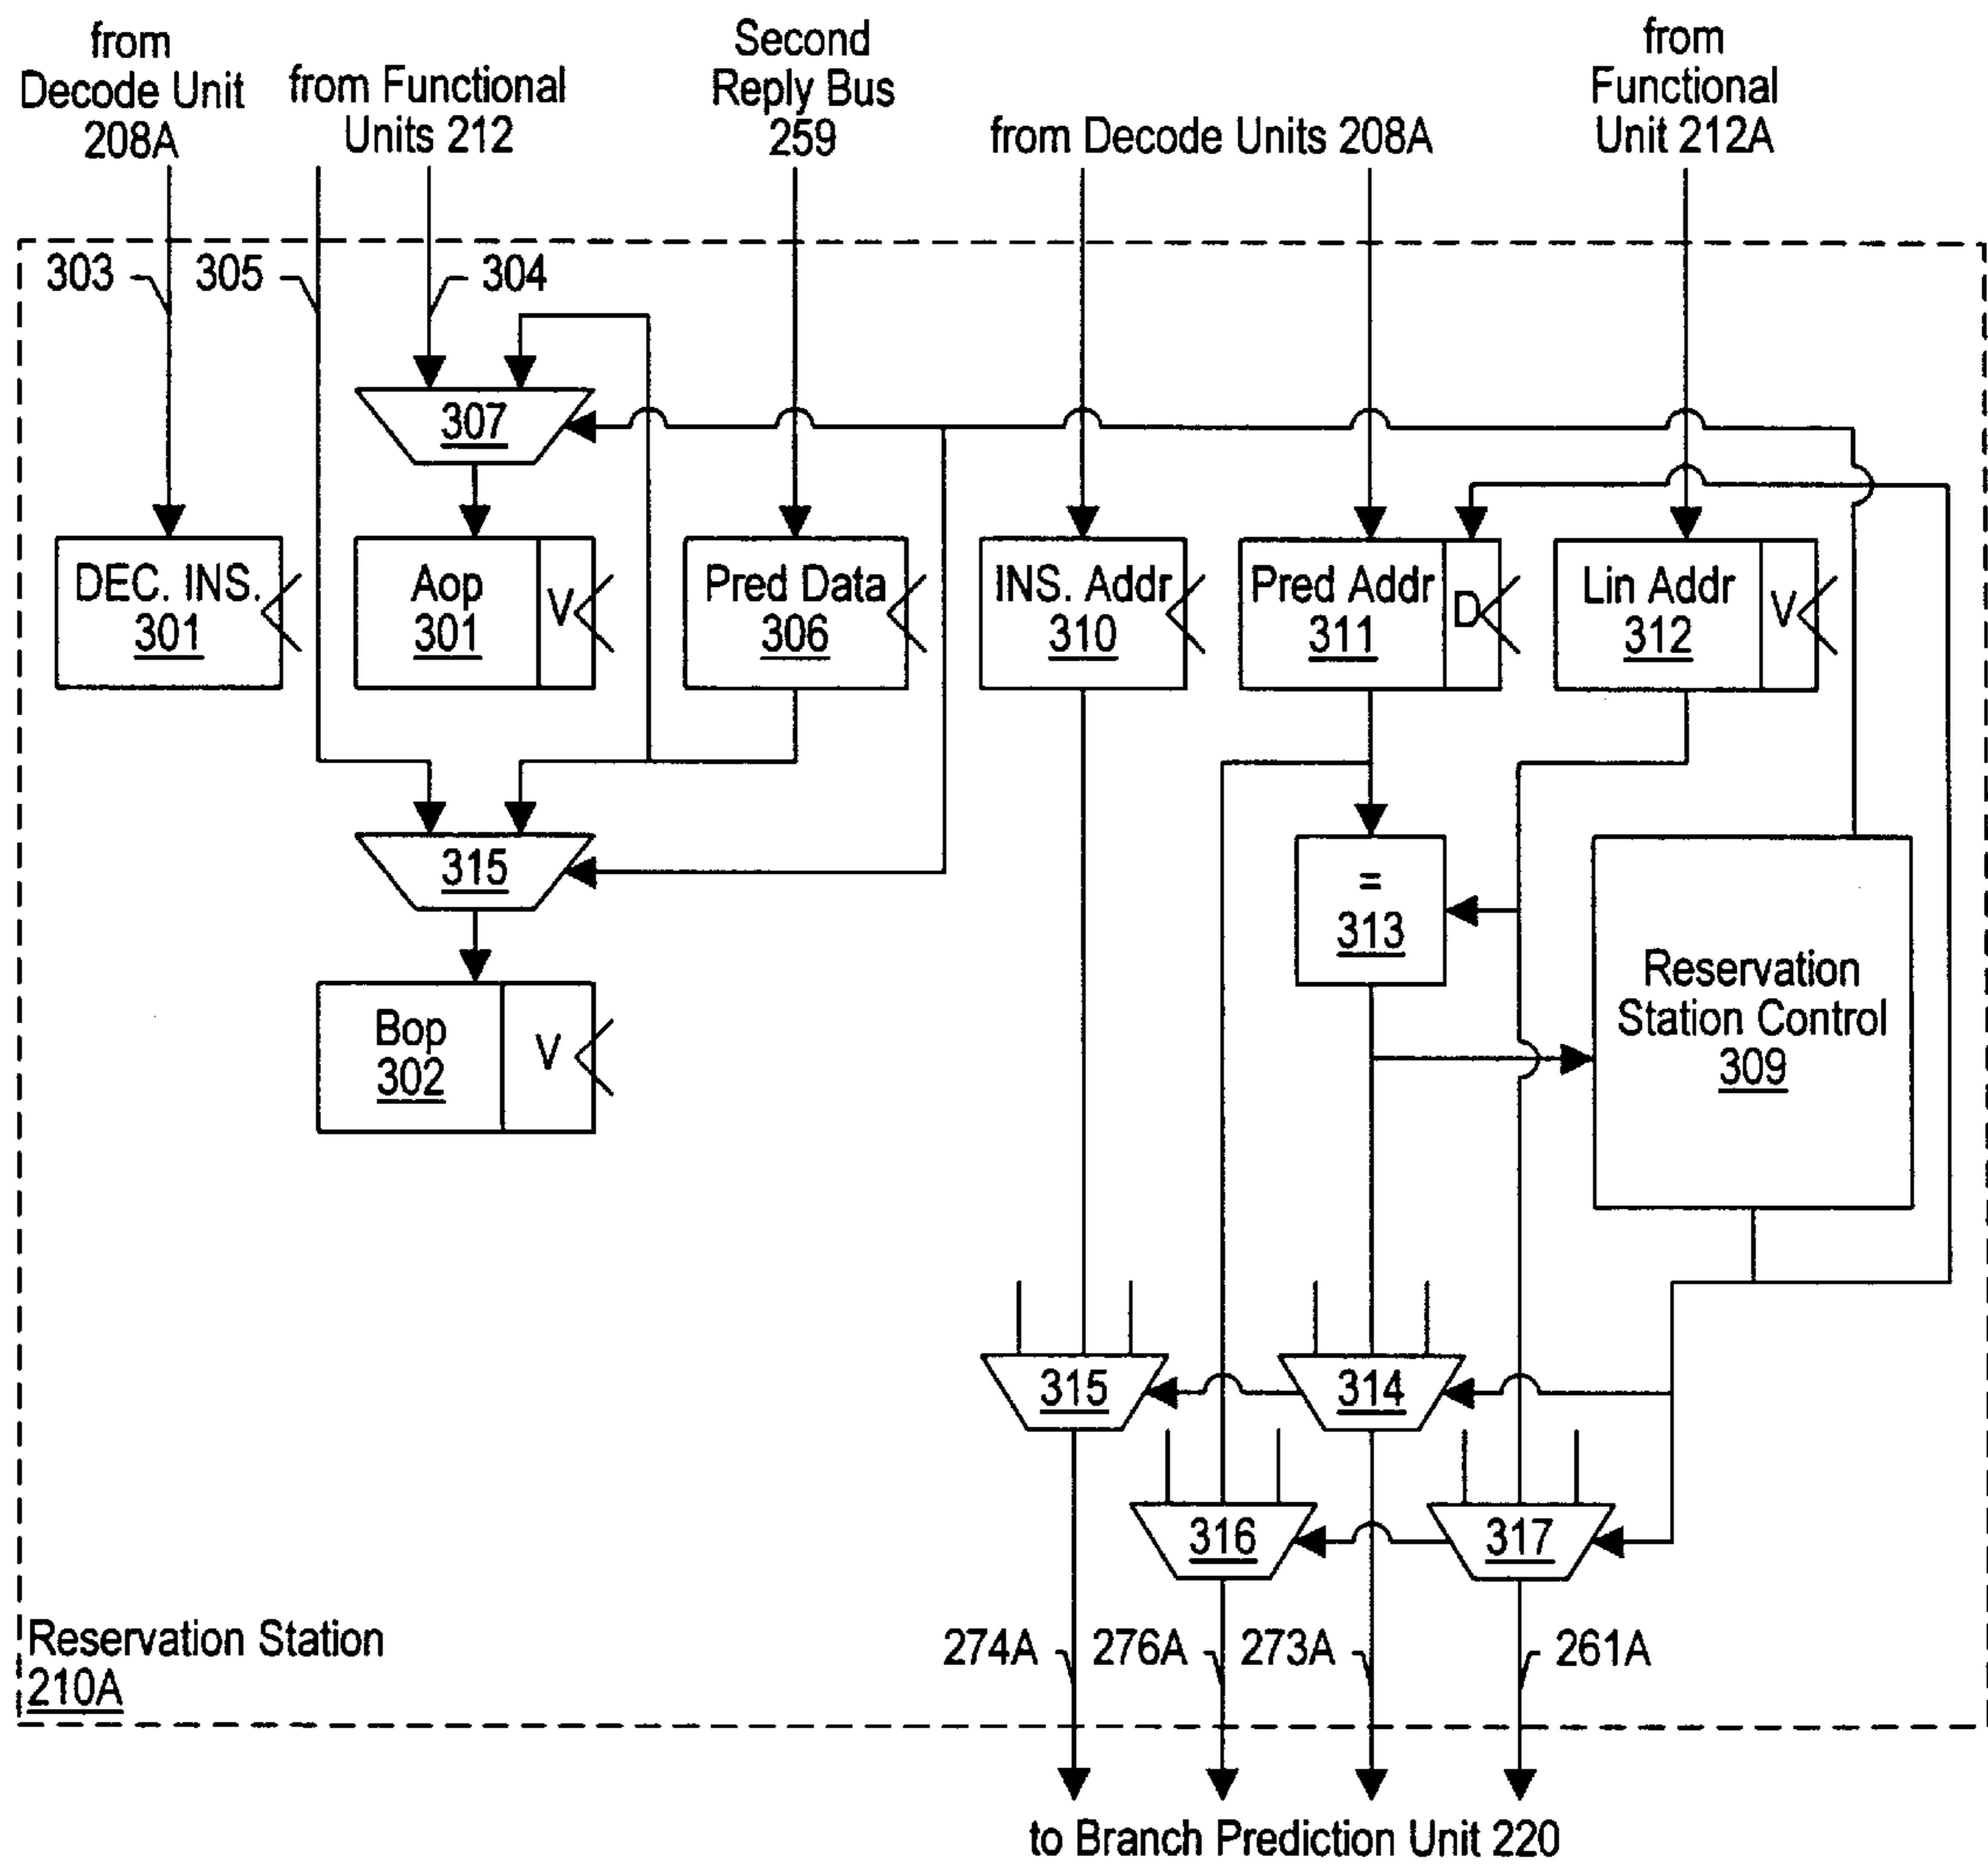 from
Decode Unit
208A
from Functional
Units 212
Second
Reply Bus
259
from Decode Units 208A
from
Functional
Unit 212A
303
305
304
307
DEC. INS.
301
Aop
301
V
Pred Data
306
INS. Addr
310
Pred Addr
311
D
Lin Addr
312
V
315
=
313
Reservation
Station Control
309
Bop
302
V
315
314
316
317
Reservation Station
210A
274A
276A
273A
261A
to Branch Prediction Unit 220